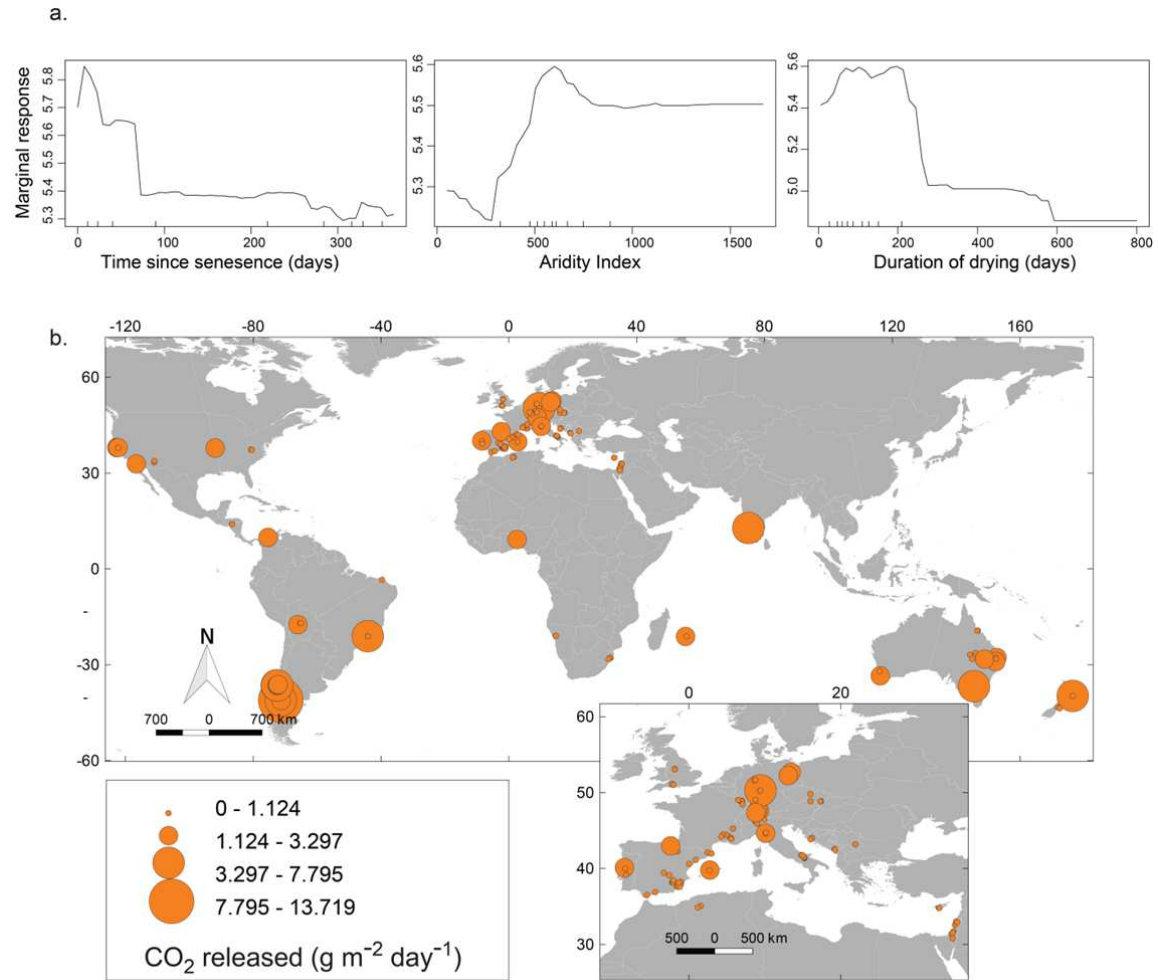 a.
Marginal response
5.3 5.4 5.5 5.6 5.7 5.8
0 100 200 300
Time since senesence (days)
5.3 5.4 5.5 5.6
0 500 1000 1500
Aridity Index
5.0 5.2 5.4 5.6
0 200 400 600 800
Duration of drying (days)
b.
-120 -80 -40 0 40 80 120 160
60
30
0
-
-30
-
-60
N
700 0 700 km
0 20
60
50
40
30
500 0 500 km
0 - 1.124
1.124 - 3.297
3.297 - 7.795
7.795 - 13.719
CO₂ released (g m⁻² day⁻¹)